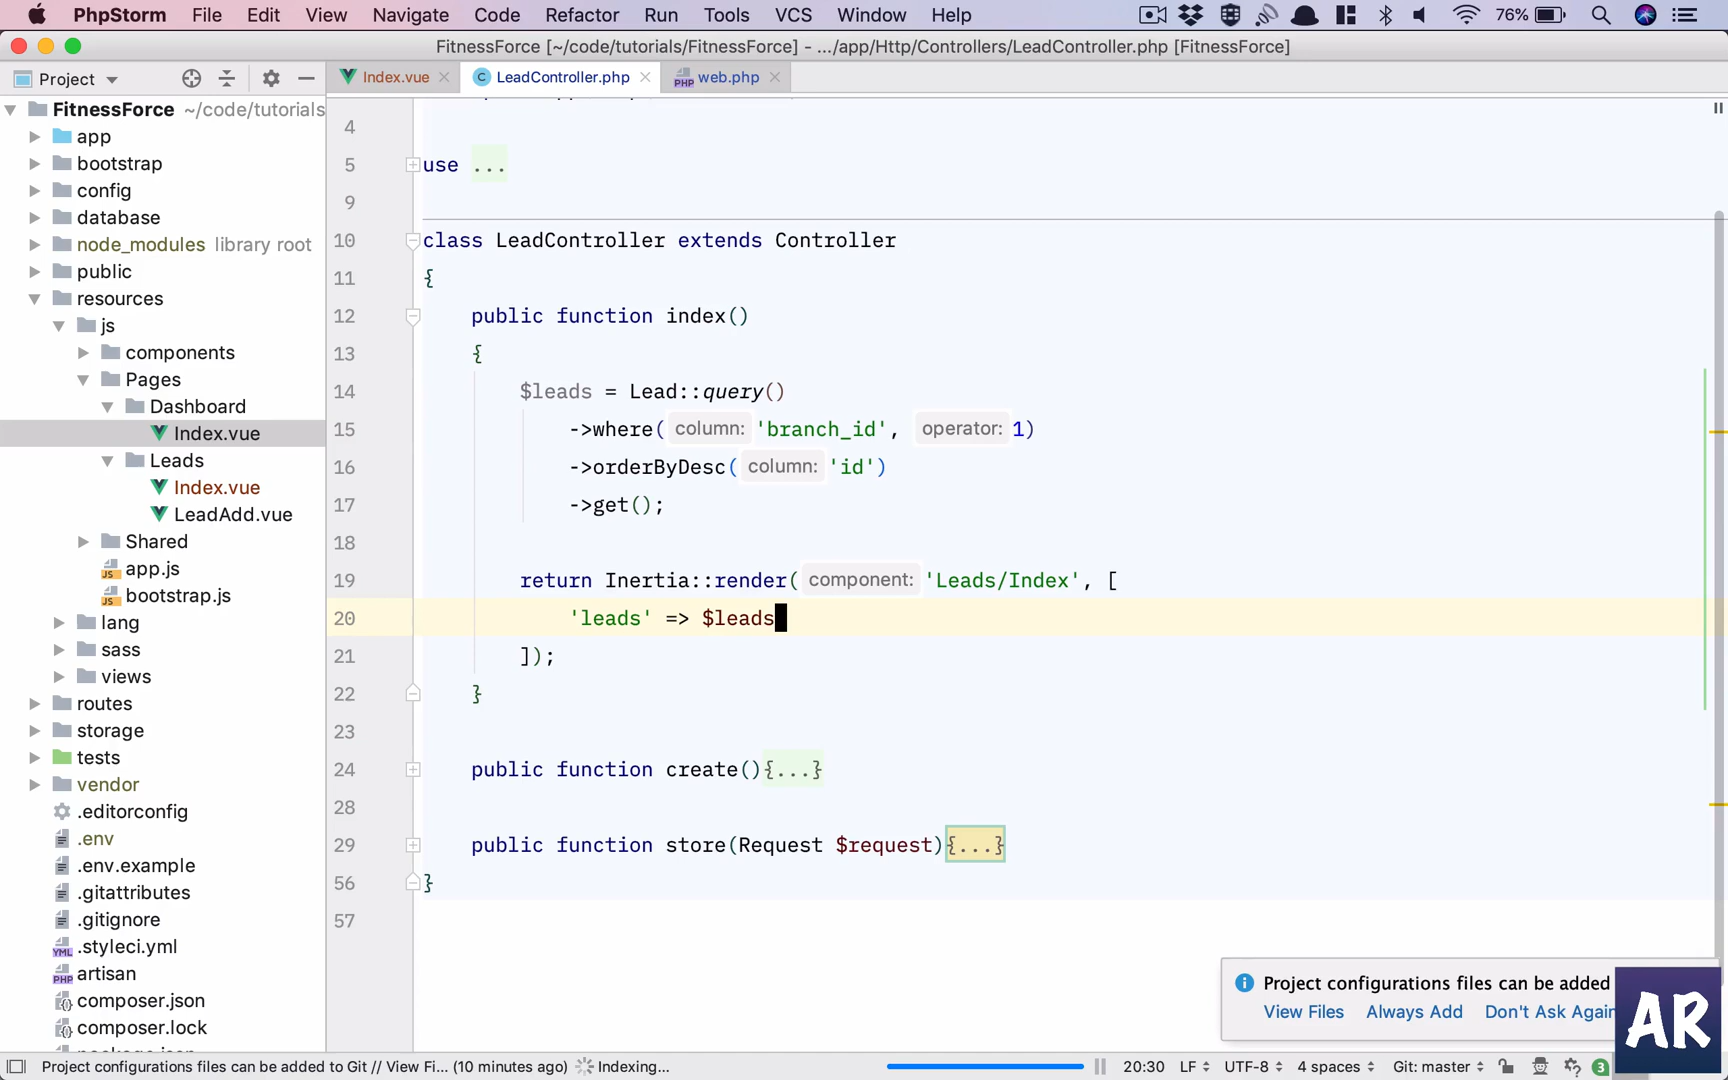 PhpStorm File Edit View Navigate Code Refactor Run Tools VCS Window Help 76%
FitnessForce [~/code/tutorials/FitnessForce] - .../app/Http/Controllers/LeadController.php [FitnessForce]
Project Index.vue LeadController.php PHP web.php
FitnessForce ~/code/tutorials
app
bootstrap
config
database
node_modules library root
public
resources
js
components
Pages
Dashboard
Index.vue
Leads
Index.vue
LeadAdd.vue
Shared
JS app.js
JS bootstrap.js
lang
sass
views
routes
storage
tests
vendor
.editorconfig
.env
.env.example
.gitattributes
.gitignore
YML .styleci.yml
PHP artisan
composer.json
composer.lock
4
5 use ...
9
10 class LeadController extends Controller
11 {
12 public function index()
13 {
14 $leads = Lead::query()
15 ->where( column: 'branch_id', operator: 1)
16 ->orderByDesc( column: 'id')
17 ->get();
18
19 return Inertia::render( component: 'Leads/Index', [
20 'leads' => $leads
21 ]);
22 }
23
24 public function create(){...}
28
29 public function store(Request $request){...}
56 }
57
Project configurations files can be added
View Files Always Add Don't Ask Again
AR
Project configurations files can be added to Git // View Fi... (10 minutes ago) Indexing... 20:30 LF UTF-8 4 spaces Git: master 3